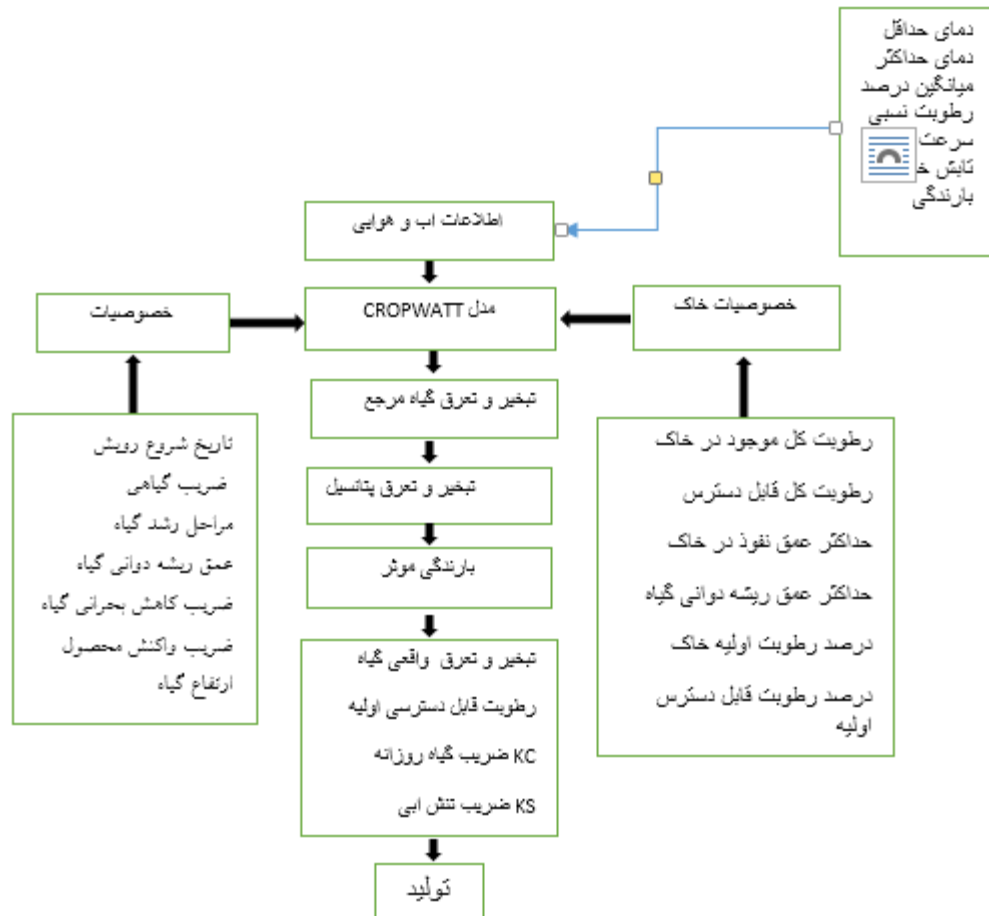 دمای حداقل
دمای حداکثر
میانگین درصد
رطوبت نسبی
سرعت
تابش
بارندگی
اطلاعات اب و هوایی
خصوصیات
مدل CROPWATT
خصوصیات خاک
تبخیر و تعرق گیاه مرجع
تبخیر و تعرق پتانسیل
بارندگی موثر
تبخیر و تعرق واقعی گیاه
رطوبت قابل دسترسی اولیه
KC ضریب گیاه روزانه
KS ضریب تنش ابی
تولید
تاریخ شروع رویش
ضریب گیاهی
مراحل رشد گیاه
عمق ریشه دوانی گیاه
ضریب کاهش بحرانی گیاه
ضریب واکنش محصول
ارتفاع گیاه
رطوبت کل موجود در خاک
رطوبت کل قابل دسترس
حداکثر عمق نفوذ در خاک
حداکثر عمق ریشه دوانی گیاه
درصد رطوبت اولیه خاک
درصد رطوبت قابل دسترس
اولیه